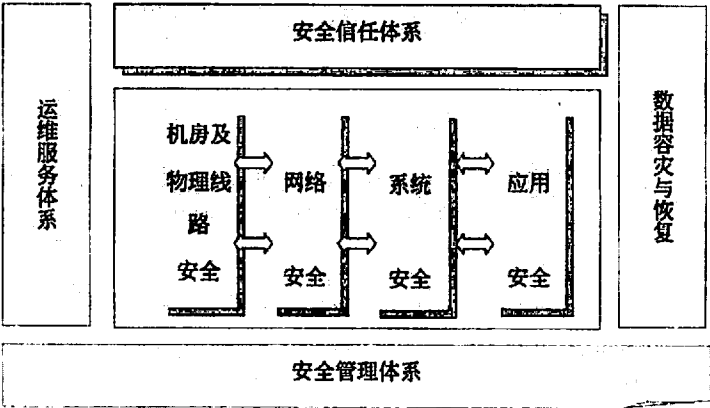 安全信任体系
运维服务体系
机房及
物理线
路
安全
网络
安全
系统
安全
应用
安全
数据容灾与恢复
安全管理体系